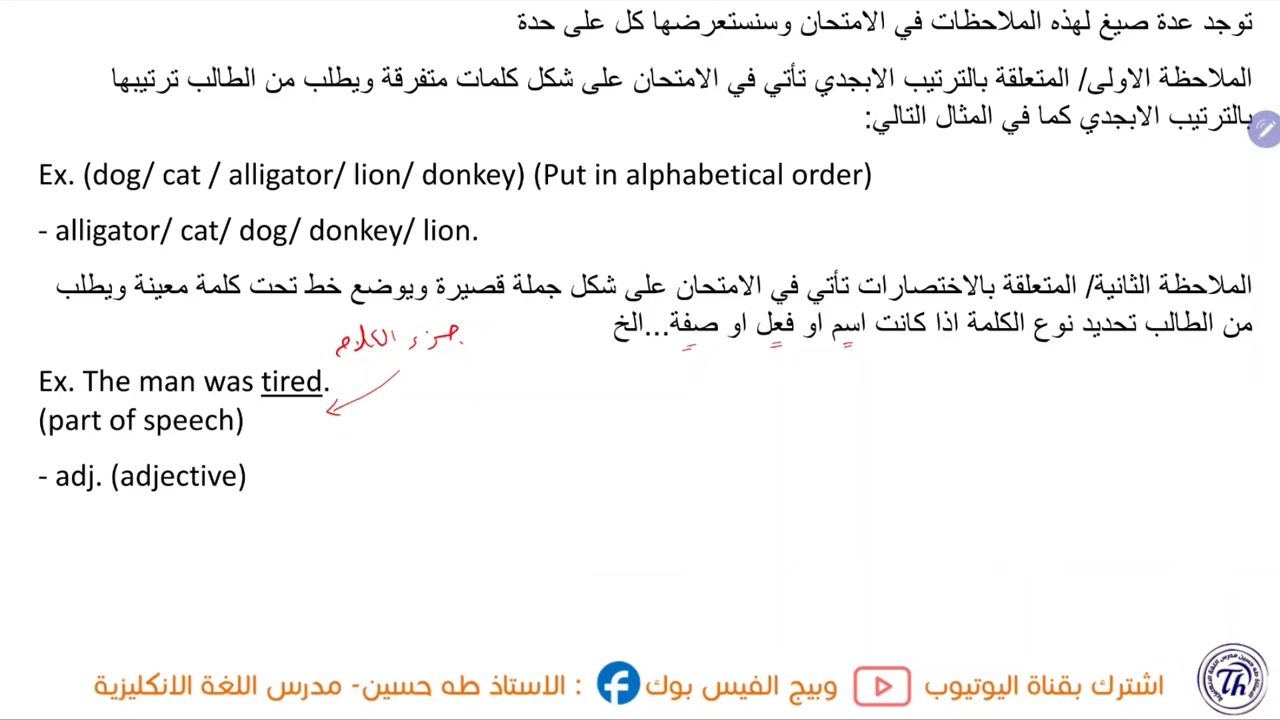 توجد عدة صيغ لهذه الملاحظات في الامتحان وسنستعرضها كل على حدة
الملاحظة الاولى/ المتعلقة بالترتيب الابجدي تأتي في الامتحان على شكل كلمات متفرقة ويطلب من الطالب ترتيبها
بالترتيب الابجدي كما في المثال التالي:
Ex. (dog/ cat / alligator/ lion/ donkey) (Put in alphabetical order)
- alligator/ cat/ dog/ donkey/ lion.
الملاحظة الثانية/ المتعلقة بالاختصارات تأتي في الامتحان على شكل جملة قصيرة ويوضع خط تحت كلمة معينة ويطلب
من الطالب تحديد نوع الكلمة اذا كانت اسم او فعل او صفة...الخ
جزء الكلام
Ex. The man was tired.
(part of speech)
- adj. (adjective)
اشترك بقناة اليوتيوب وبيج الفيس بوك : الاستاذ طه حسين- مدرس اللغة الانكليزية
Th